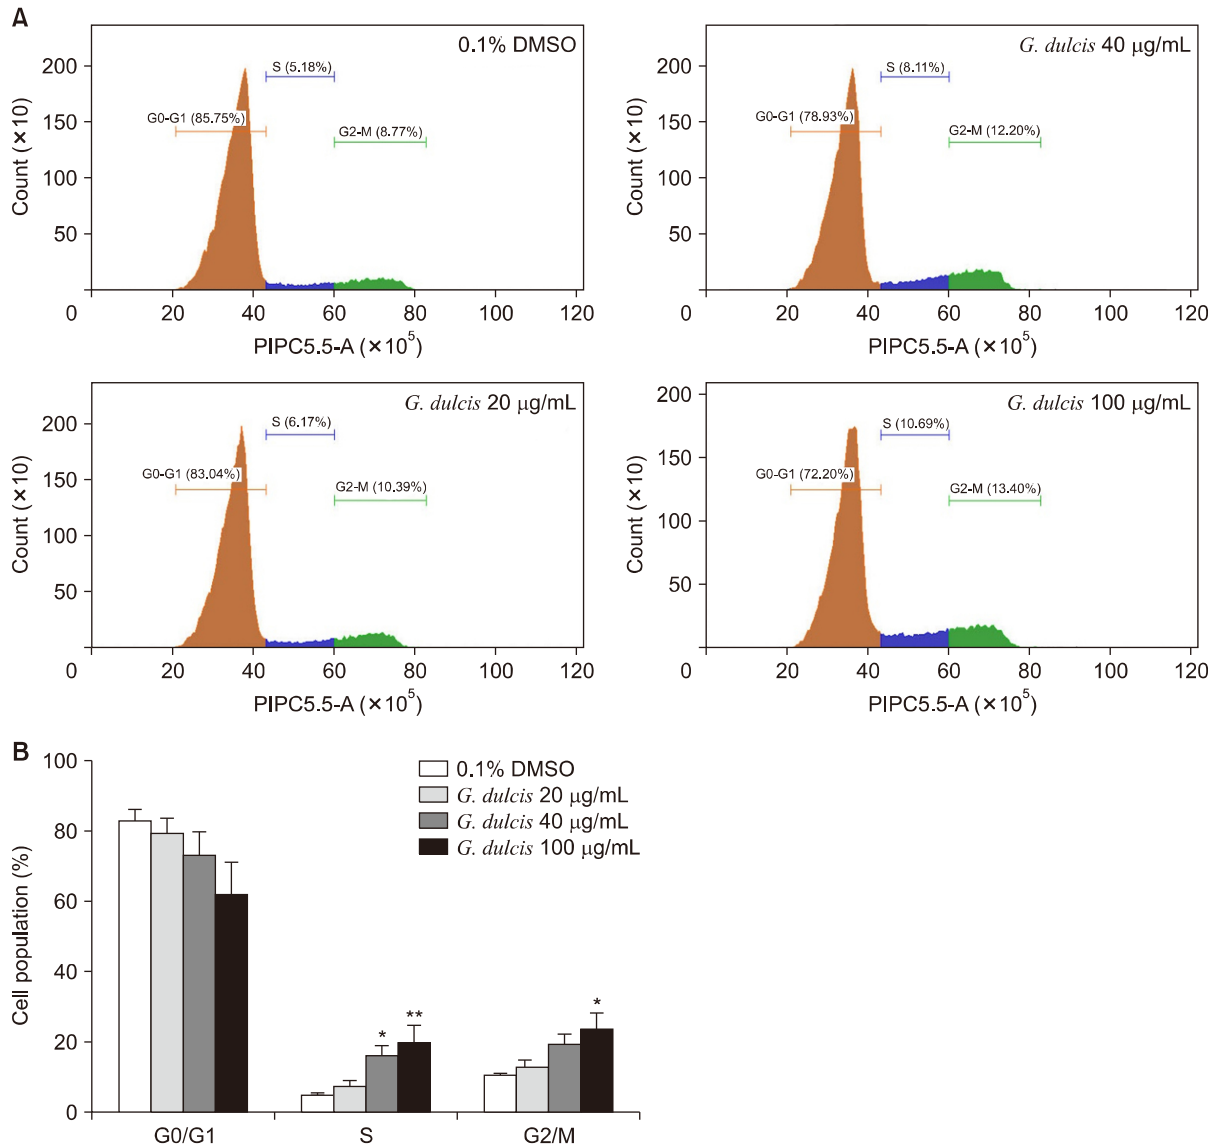 A
0.1% DMSO
Count (×10)
200
150
100
50
0
20
40
60
80
100
120
G0-G1 (85.75%)
S (5.18%)
G2-M (8.77%)
PIPC5.5-A (×10⁵)
G. dulcis 40 μg/mL
Count (×10)
200
150
100
50
0
20
40
60
80
100
120
G0-G1 (78.93%)
S (8.11%)
G2-M (12.20%)
PIPC5.5-A (×10⁵)
G. dulcis 20 μg/mL
Count (×10)
200
150
100
50
0
20
40
60
80
100
120
G0-G1 (83.04%)
S (6.17%)
G2-M (10.39%)
PIPC5.5-A (×10⁵)
G. dulcis 100 μg/mL
Count (×10)
200
150
100
50
0
20
40
60
80
100
120
G0-G1 (72.20%)
S (10.69%)
G2-M (13.40%)
PIPC5.5-A (×10⁵)
B
Cell population (%)
100
80
60
40
20
0
0.1% DMSO
G. dulcis 20 μg/mL
G. dulcis 40 μg/mL
G. dulcis 100 μg/mL
*
**
*
G0/G1
S
G2/M